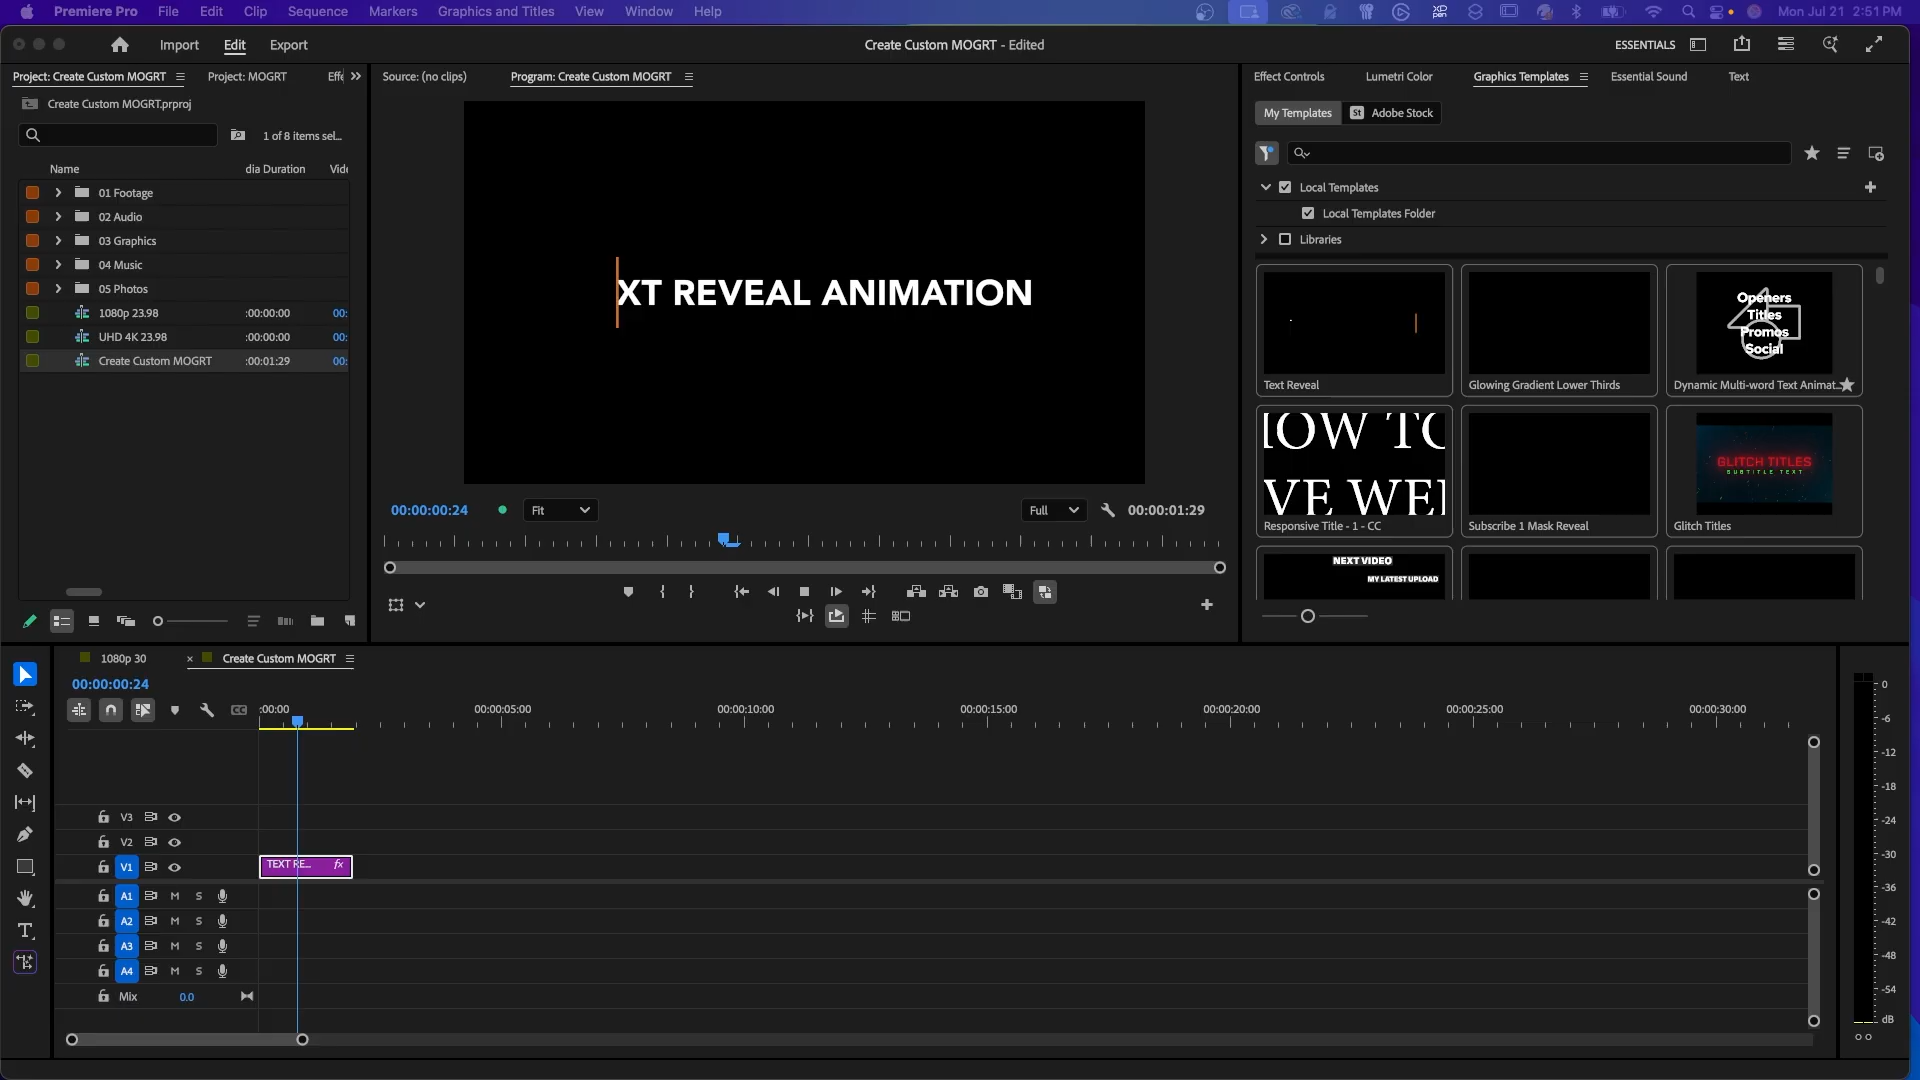 Premiere Pro File Edit Clip Sequence Markers Graphics and Titles View Window Help
Mon Jul 21 2:51 PM
Import Edit Export
Create Custom MOGRT - Edited
ESSENTIALS
Project: Create Custom MOGRT
Project: MOGRT
Effe
Source: (no clips)
Program: Create Custom MOGRT
Effect Controls
Lumetri Color
Graphics Templates
Essential Sound
Text
Create Custom MOGRT.prproj
1 of 8 items sel...
Name
dia Duration
Vid
01 Footage
02 Audio
03 Graphics
04 Music
05 Photos
1080p 23.98 :00:00:00 00:
UHD 4K 23.98 :00:00:00 00:
Create Custom MOGRT :00:01:29 00:
XT REVEAL ANIMATION
00:00:00:24
Fit
Full
00:00:01:29
My Templates
St Adobe Stock
Local Templates
Local Templates Folder
Libraries
Text Reveal
Glowing Gradient Lower Thirds
Openers
Titles
Promos
Social
Dynamic Multi-word Text Animat...
HOW TO
VE WE
Responsive Title - 1 - CC
Subscribe 1 Mask Reveal
GLITCH TITLES
SUBTITLE TEXT
Glitch Titles
NEXT VIDEO
MY LATEST UPLOAD
1080p 30
× Create Custom MOGRT
00:00:00:24
CC
:00:00 00:00:05:00 00:00:10:00 00:00:15:00 00:00:20:00 00:00:25:00 00:00:30:00
V3
V2
V1
TEXT RE... fx
A1 M S
A2 M S
A3 M S
A4 M S
Mix 0.0
0
-6
-12
-18
-24
-30
-36
-42
-48
-54
dB